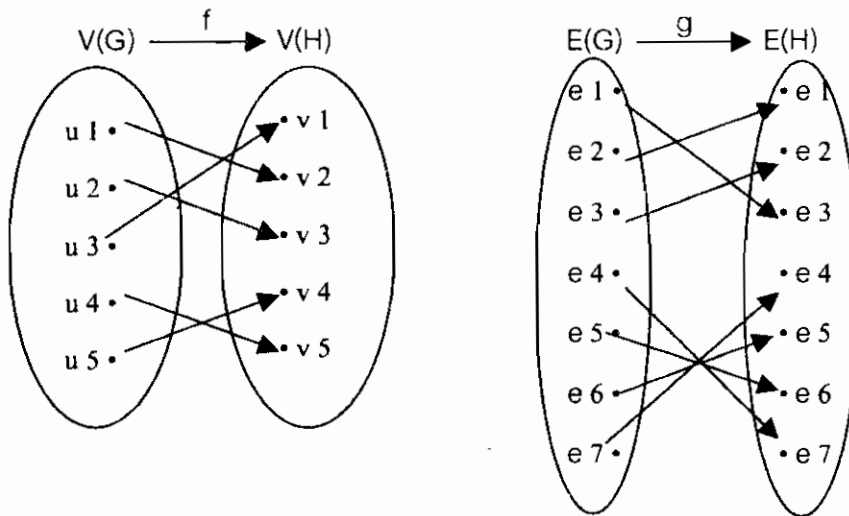 V(G) f V(H)
u 1
u 2
u 3
u 4
u 5
v 1
v 2
v 3
v 4
v 5
E(G) g E(H)
e 1
e 2
e 3
e 4
e 5
e 6
e 7
e 1
e 2
e 3
e 4
e 5
e 6
e 7